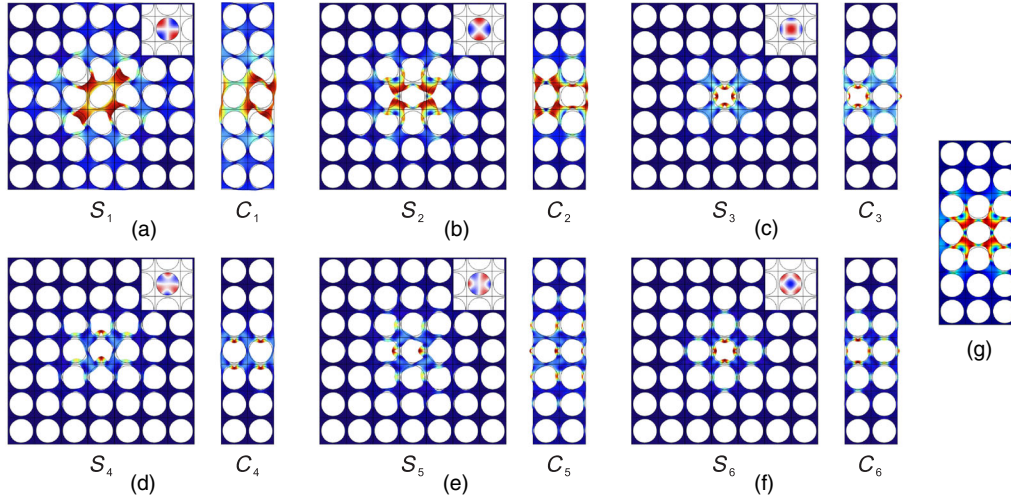 S1 C1 S2 C2 S3 C3
(a) (b) (c)
(g)
S4 C4 S5 C5 S6 C6
(d) (e) (f)